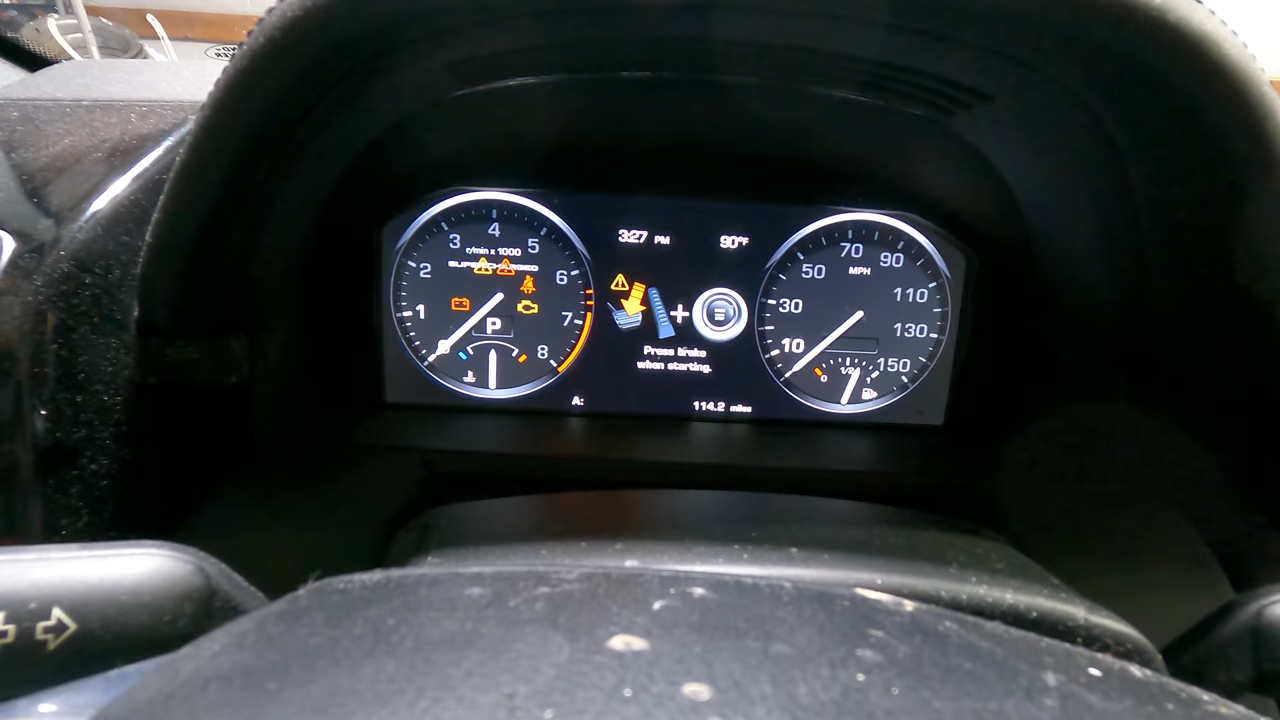 3:27 PM
90°F
1
2
3
4
5
6
7
8
r/min x 1000
SUPERCHARGED
P
Press brake
when starting.
A:
114.2 miles
10
30
50
70
90
110
130
150
MPH
0
1/2
1